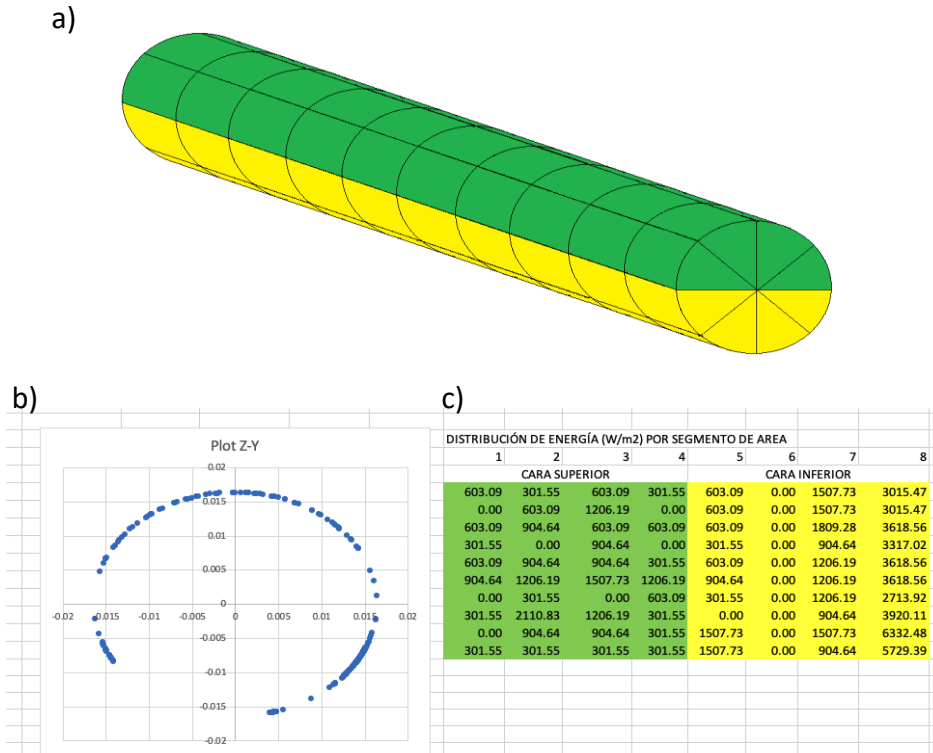 a)
b)
c)
Plot Z-Y
0.02
0.015
0.01
0.005
0
-0.02 -0.015 -0.01 -0.005 0 0.005 0.01 0.015 0.02
-0.005
-0.01
-0.015
-0.02
DISTRIBUCIÓN DE ENERGÍA (W/m2) POR SEGMENTO DE AREA
1 2 3 4 5 6 7 8
CARA SUPERIOR CARA INFERIOR
603.09 301.55 603.09 301.55 603.09 0.00 1507.73 3015.47
0.00 603.09 1206.19 0.00 603.09 0.00 1507.73 3015.47
603.09 904.64 603.09 603.09 603.09 0.00 1809.28 3618.56
301.55 0.00 904.64 0.00 301.55 0.00 904.64 3317.02
603.09 904.64 904.64 301.55 603.09 0.00 1206.19 3618.56
904.64 1206.19 1507.73 1206.19 904.64 0.00 1206.19 3618.56
0.00 301.55 0.00 603.09 301.55 0.00 1206.19 2713.92
301.55 2110.83 1206.19 301.55 0.00 0.00 904.64 3920.11
0.00 904.64 904.64 301.55 1507.73 0.00 1507.73 6332.48
301.55 301.55 301.55 301.55 1507.73 0.00 904.64 5729.39